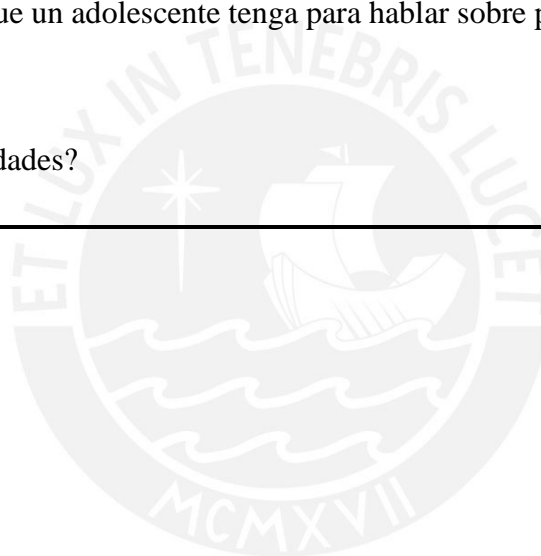 ue un adolescente tenga para hablar sobre p
dades?
ET LUX IN TENEBRIS LUCET
MCMXVII